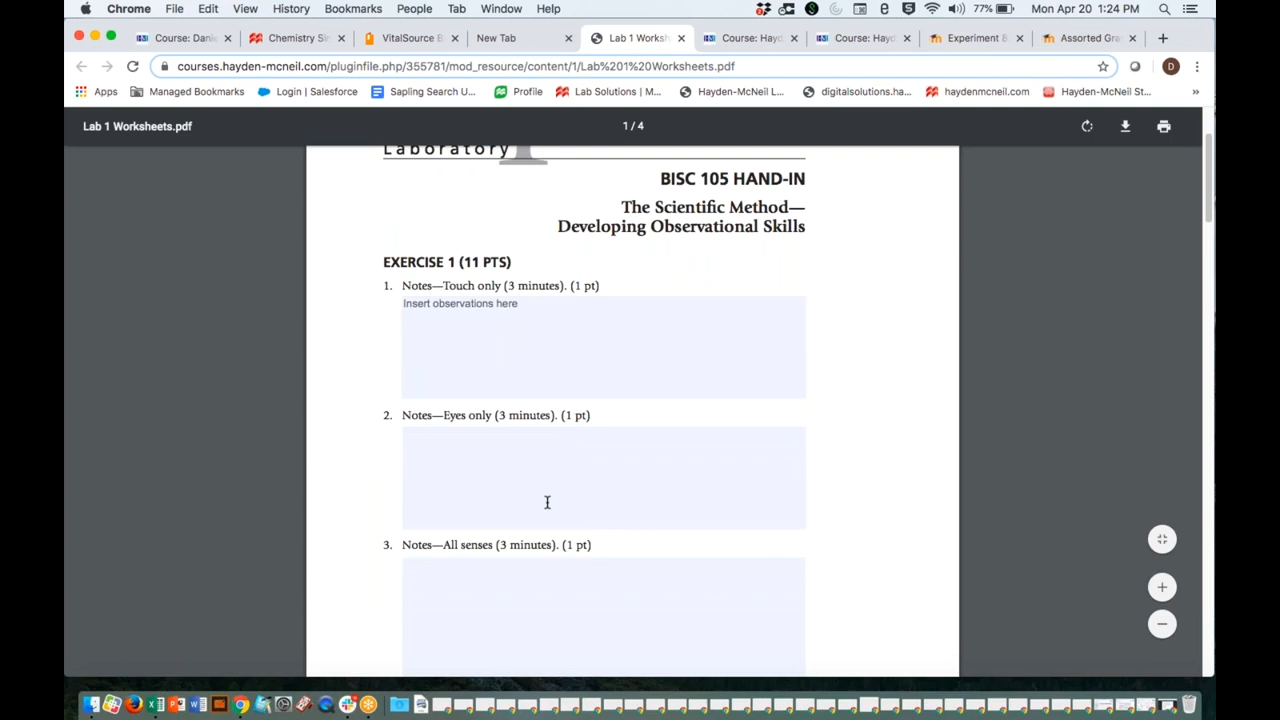 Chrome File Edit View History Bookmarks People Tab Window Help 77% Mon Apr 20 1:24 PM
Course: Danie Chemistry Sim VitalSource B New Tab Lab 1 Worksh Course: Hayd Course: Hayd Experiment B Assorted Gra
courses.hayden-mcneil.com/pluginfile.php/355781/mod_resource/content/1/Lab%201%20Worksheets.pdf D
Apps Managed Bookmarks Login | Salesforce Sapling Search U... Profile Lab Solutions | M... Hayden-McNeil L... digitalsolutions.ha... haydenmcneil.com Hayden-McNeil St... »
Lab 1 Worksheets.pdf 1 / 4
Laboratory
BISC 105 HAND-IN
The Scientific Method—
Developing Observational Skills
EXERCISE 1 (11 PTS)
1. Notes—Touch only (3 minutes). (1 pt)
Insert observations here
2. Notes—Eyes only (3 minutes). (1 pt)
3. Notes—All senses (3 minutes). (1 pt)